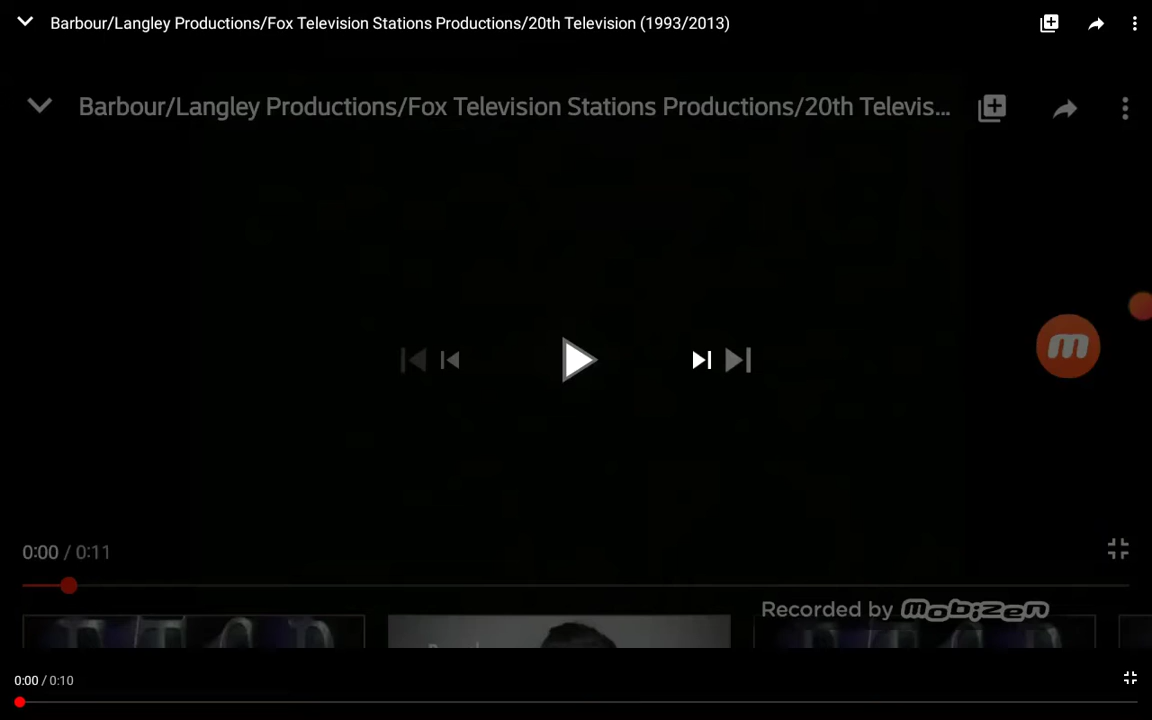 Barbour/Langley Productions/Fox Television Stations Productions/20th Television (1993/2013)
Barbour/Langley Productions/Fox Television Stations Productions/20th Televis...
m
0:00 / 0:11
Recorded by mobizen
0:00 / 0:10